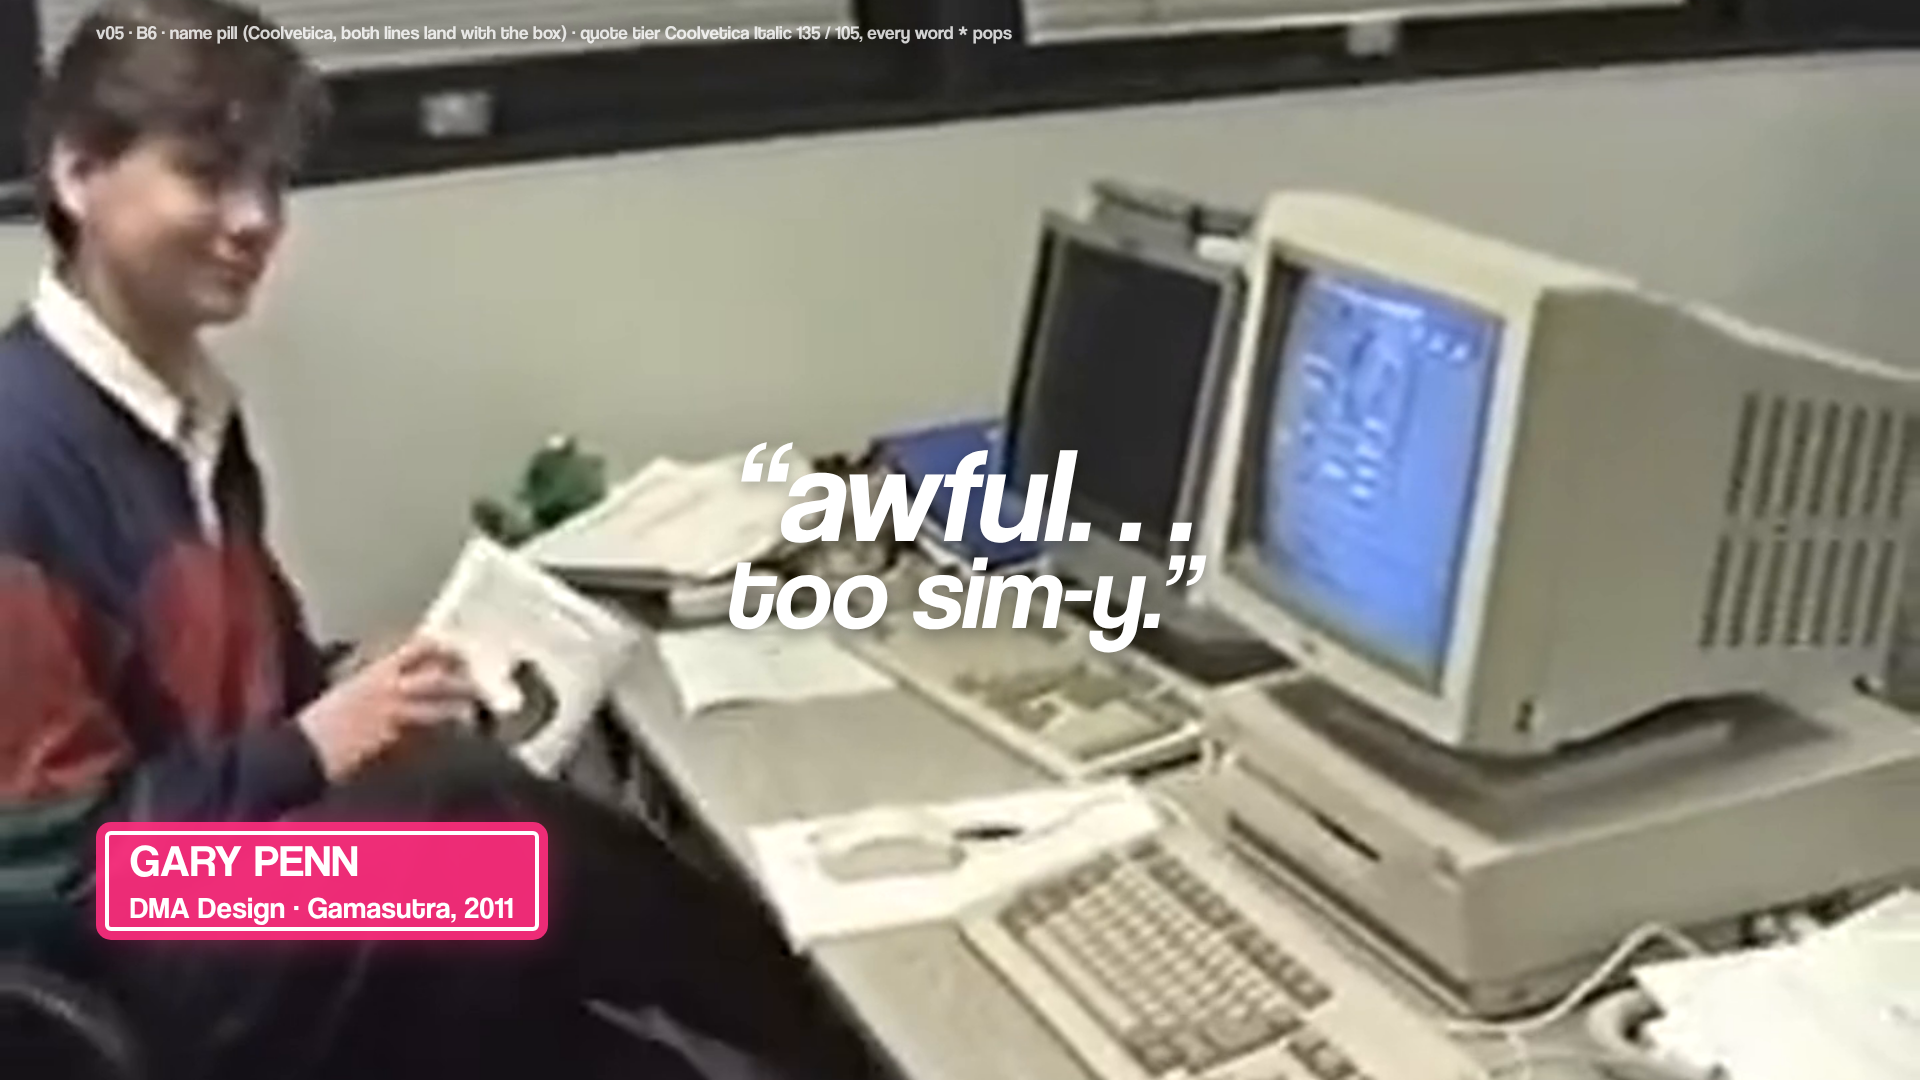 v05 · B6 · name pill (Coolvetica, both lines land with the box) · quote tier Coolvetica Italic 135 / 105, every word * pops
“awful. . .
too sim-y.”
GARY PENN
DMA Design · Gamasutra, 2011